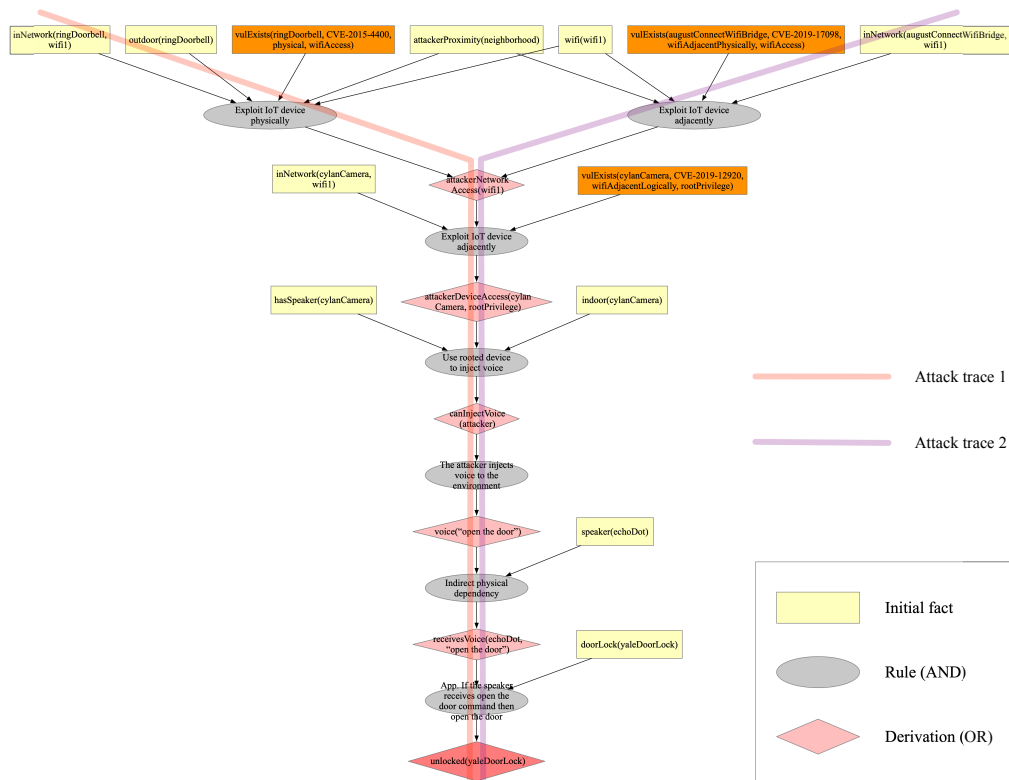 inNetwork(ringDoorbell,
wifi1)
outdoor(ringDoorbell)
vulExists(ringDoorbell, CVE-2015-4400,
physical, wifiAccess)
attackerProximity(neighborhood)
wifi(wifi1)
vulExists(augustConnectWifiBridge, CVE-2019-17098,
wifiAdjacentPhysically, wifiAccess)
inNetwork(augustConnectWifiBridge,
wifi1)
Exploit IoT device
physically
Exploit IoT device
adjacently
inNetwork(cylanCamera,
wifi1)
attackerNetwork
Access(wifi1)
vulExists(cylanCamera, CVE-2019-12920,
wifiAdjacentLogically, rootPrivilege)
Exploit IoT device
adjacently
hasSpeaker(cylanCamera)
attackerDeviceAccess(cylan
Camera, rootPrivilege)
indoor(cylanCamera)
Use rooted device
to inject voice
Attack trace 1
canInjectVoice
(attacker)
Attack trace 2
The attacker injects
voice to the
environment
voice(“open the door”)
speaker(echoDot)
Indirect physical
dependency
Initial fact
receivesVoice(echoDot,
“open the door”)
doorLock(yaleDoorLock)
Rule (AND)
App. If the speaker
receives open the
door command then
open the door
Derivation (OR)
unlocked(yaleDoorLock)